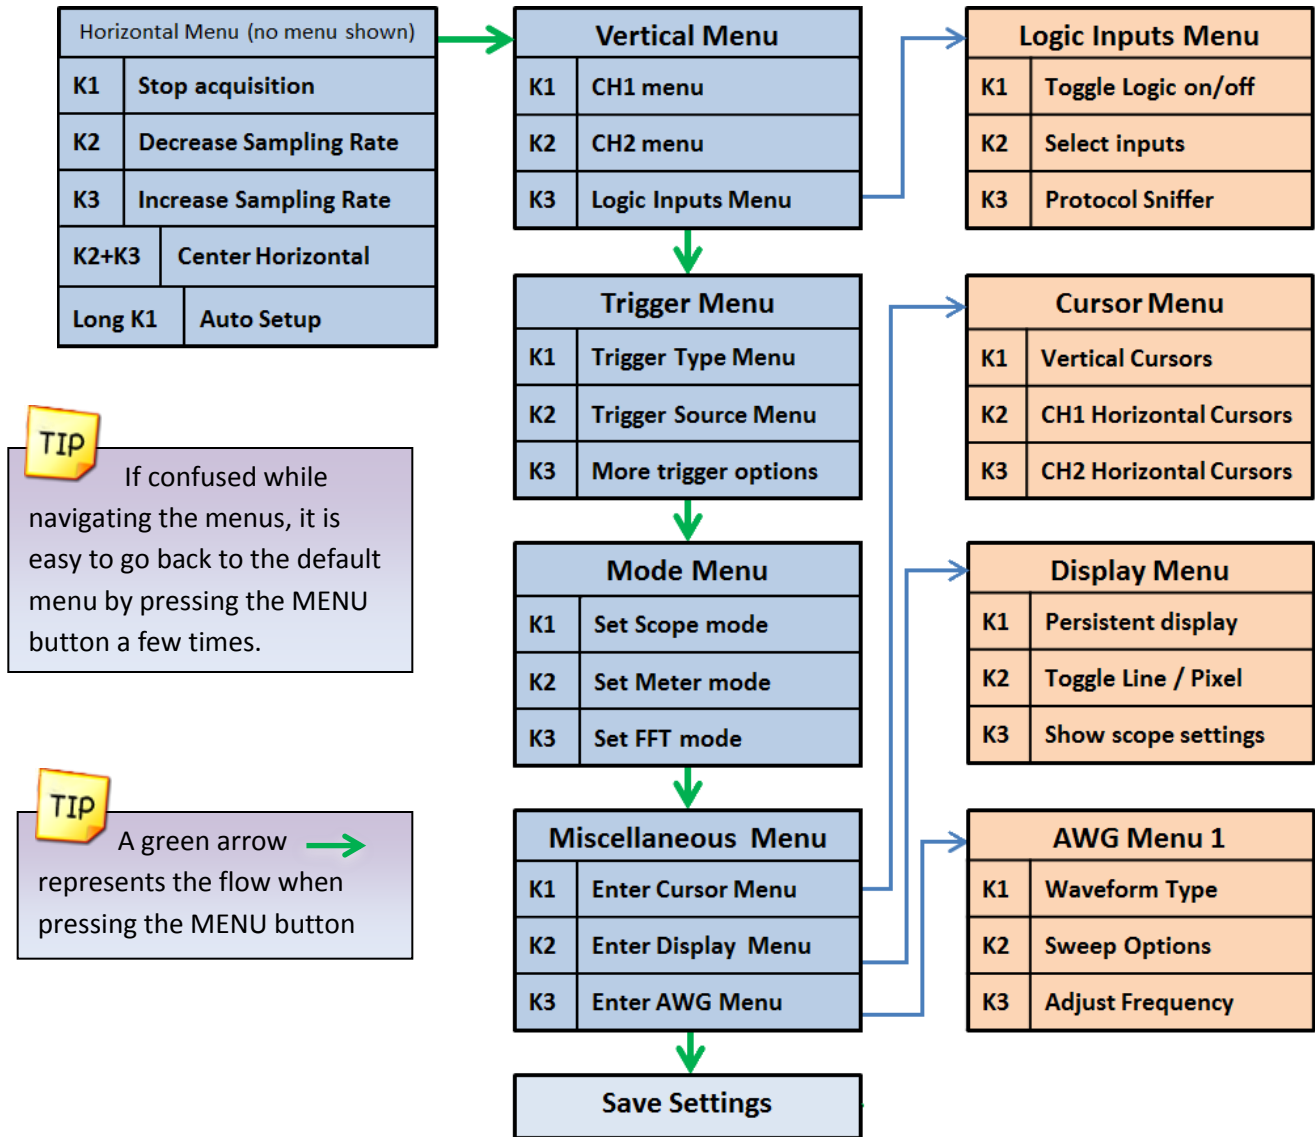 Horizontal Menu (no menu shown)
K1 Stop acquisition
K2 Decrease Sampling Rate
K3 Increase Sampling Rate
K2+K3 Center Horizontal
Long K1 Auto Setup
TIP
If confused while
navigating the menus, it is
easy to go back to the default
menu by pressing the MENU
button a few times.
TIP
A green arrow
represents the flow when
pressing the MENU button
Vertical Menu
K1 CH1 menu
K2 CH2 menu
K3 Logic Inputs Menu
Trigger Menu
K1 Trigger Type Menu
K2 Trigger Source Menu
K3 More trigger options
Mode Menu
K1 Set Scope mode
K2 Set Meter mode
K3 Set FFT mode
Miscellaneous Menu
K1 Enter Cursor Menu
K2 Enter Display Menu
K3 Enter AWG Menu
Save Settings
Logic Inputs Menu
K1 Toggle Logic on/off
K2 Select inputs
K3 Protocol Sniffer
Cursor Menu
K1 Vertical Cursors
K2 CH1 Horizontal Cursors
K3 CH2 Horizontal Cursors
Display Menu
K1 Persistent display
K2 Toggle Line / Pixel
K3 Show scope settings
AWG Menu 1
K1 Waveform Type
K2 Sweep Options
K3 Adjust Frequency